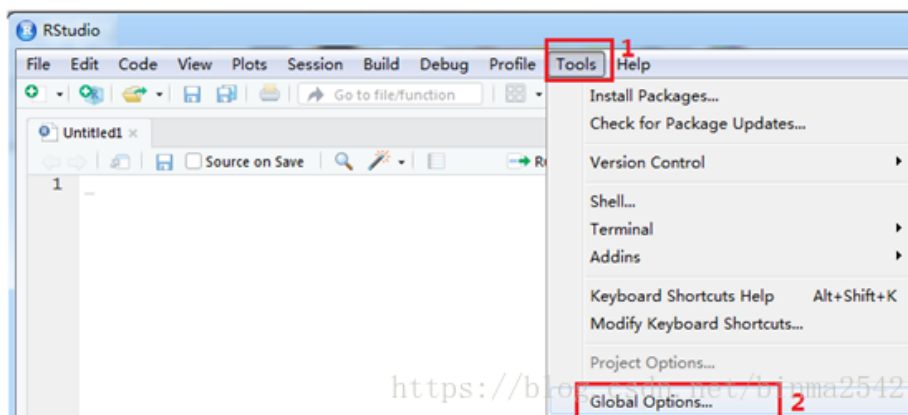 RStudio
File Edit Code View Plots Session Build Debug Profile Tools Help
1
Go to file/function
Install Packages...
Check for Package Updates...
Untitled1
Source on Save
Version Control
1
Shell...
Terminal
Addins
Keyboard Shortcuts Help Alt+Shift+K
Modify Keyboard Shortcuts...
Project Options...
https://blog.csdn.net/binma2542
Global Options...
2